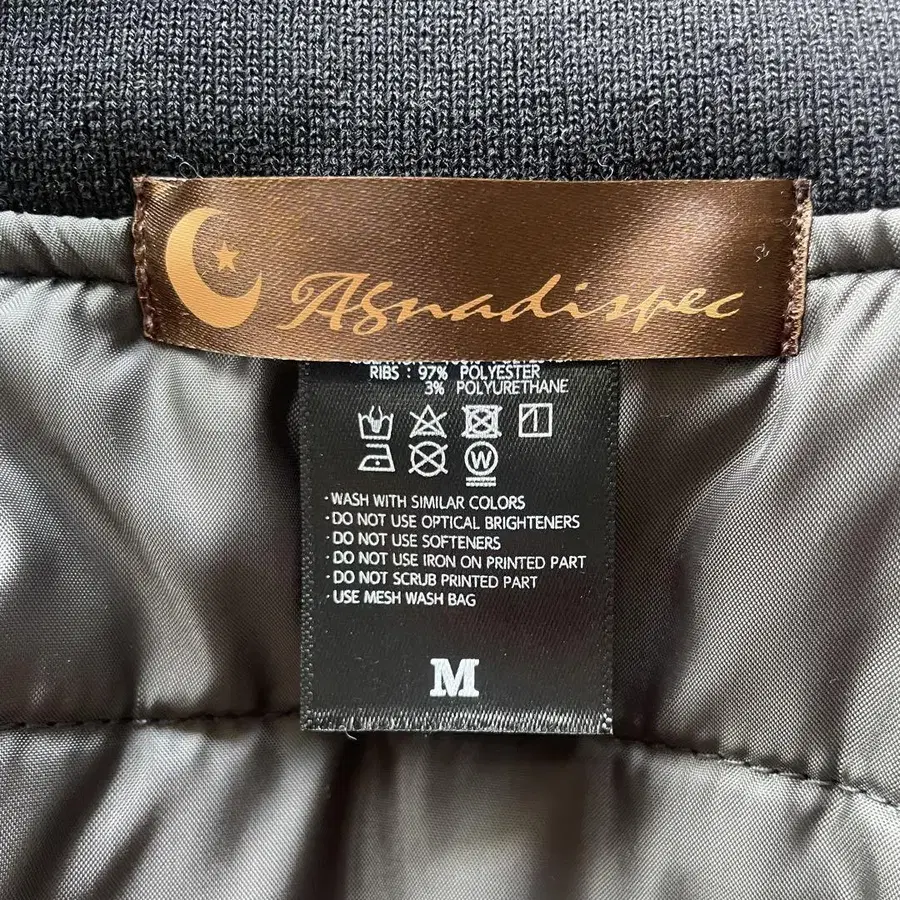 Agnadispec
RIBS : 97% POLYESTER
3% POLYURETHANE
W
·WASH WITH SIMILAR COLORS
·DO NOT USE OPTICAL BRIGHTENERS
·DO NOT USE SOFTENERS
·DO NOT USE IRON ON PRINTED PART
·DO NOT SCRUB PRINTED PART
·USE MESH WASH BAG
M